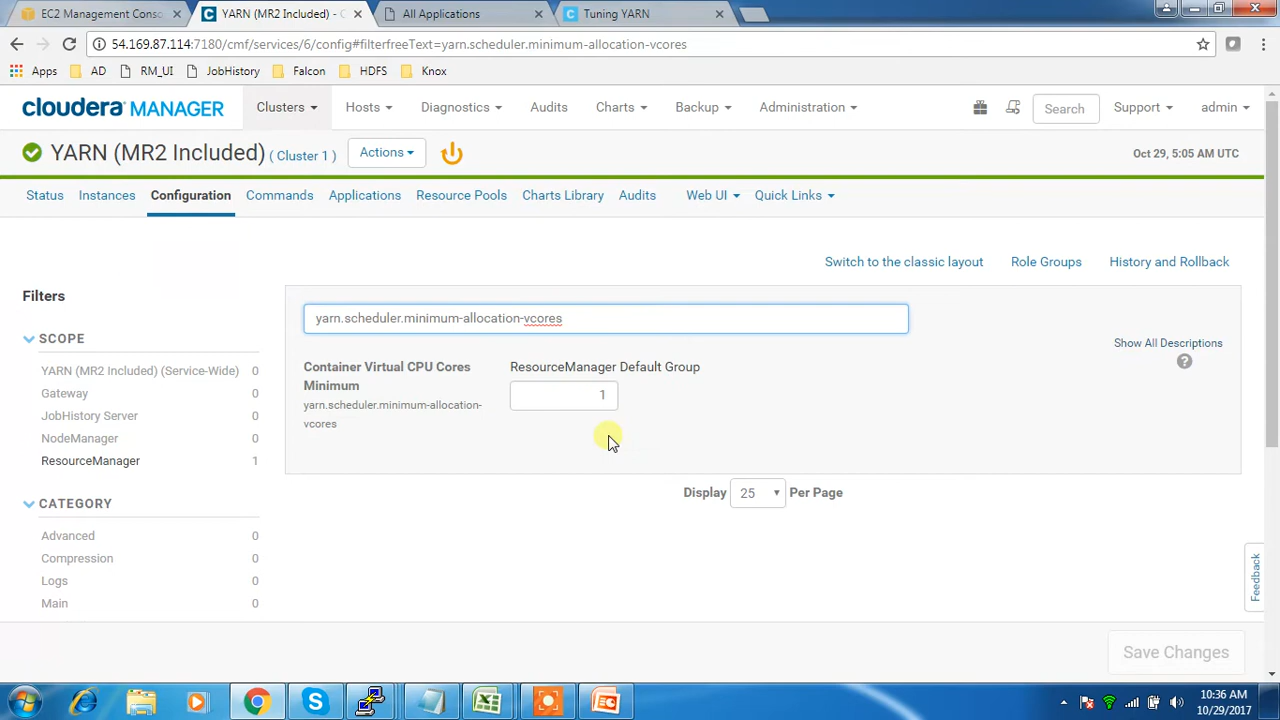 EC2 Management Conso
YARN (MR2 Included) - C
All Applications
Tuning YARN
54.169.87.114:7180/cmf/services/6/config#filterfreeText=yarn.scheduler.minimum-allocation-vcores
Apps AD RM_UI JobHistory Falcon HDFS Knox
cloudera MANAGER Clusters Hosts Diagnostics Audits Charts Backup Administration Search Support admin
YARN (MR2 Included) ( Cluster 1 ) Actions Oct 29, 5:05 AM UTC
Status Instances Configuration Commands Applications Resource Pools Charts Library Audits Web UI Quick Links
Switch to the classic layout Role Groups History and Rollback
Filters
SCOPE
YARN (MR2 Included) (Service-Wide) 0
Gateway 0
JobHistory Server 0
NodeManager 0
ResourceManager 1
CATEGORY
Advanced 0
Compression 0
Logs 0
Main 0
yarn.scheduler.minimum-allocation-vcores
Show All Descriptions
Container Virtual CPU Cores
Minimum
yarn.scheduler.minimum-allocation-
vcores
ResourceManager Default Group
1
Display 25 Per Page
Feedback
Save Changes
10:36 AM
10/29/2017